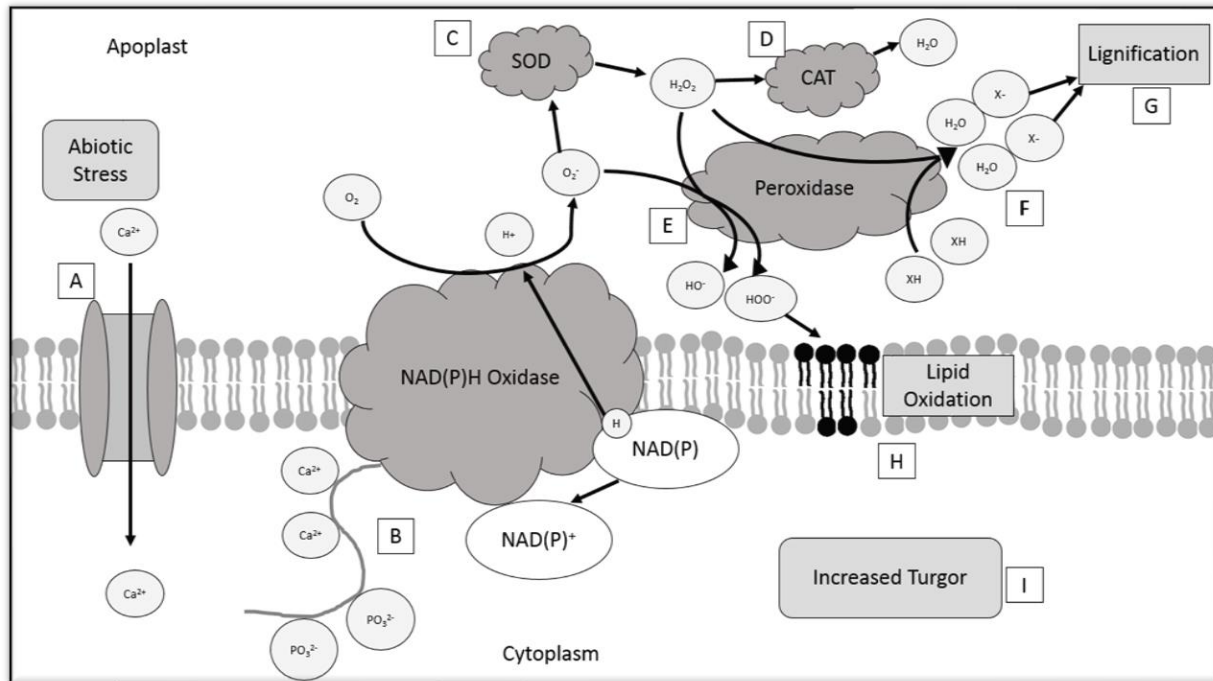 Apoplast
C
SOD
D
CAT
H₂O
H₂O₂
Lignification
G
Abiotic
Stress
Ca²⁺
A
O₂
H+
O₂⁻
E
Peroxidase
X-
H₂O
X-
H₂O
F
XH
XH
HO⁻
HOO⁻
NAD(P)H Oxidase
Lipid
Oxidation
H
H
NAD(P)
NAD(P)⁺
Ca²⁺
Ca²⁺
B
Ca²⁺
PO₃²⁻
PO₃²⁻
Increased Turgor
I
Cytoplasm